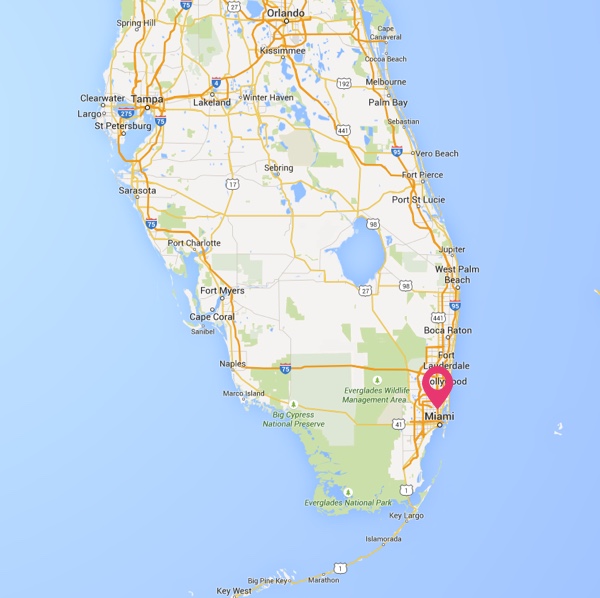 75
27
Orlando
Spring Hill
Cape
Canaveral
Kissimmee
Cocoa Beach
4
192
Melbourne
Clearwater
Tampa
Lakeland
Winter Haven
Palm Bay
Largo
275
75
St Petersburg
441
Sebastian
95
Vero Beach
Sebring
Fort Pierce
Sarasota
17
Port St Lucie
75
98
Port Charlotte
Jupiter
West Palm
Beach
Fort Myers
27
98
95
Cape Coral
441
Sanibel
Boca Raton
Fort
Lauderdale
Naples
75
Everglades Wildlife
Management Area
Marco Island
Big Cypress
National Preserve
41
Miami
1
Everglades National Park
Key Largo
Islamorada
1
Big Pine Key
Marathon
Key West